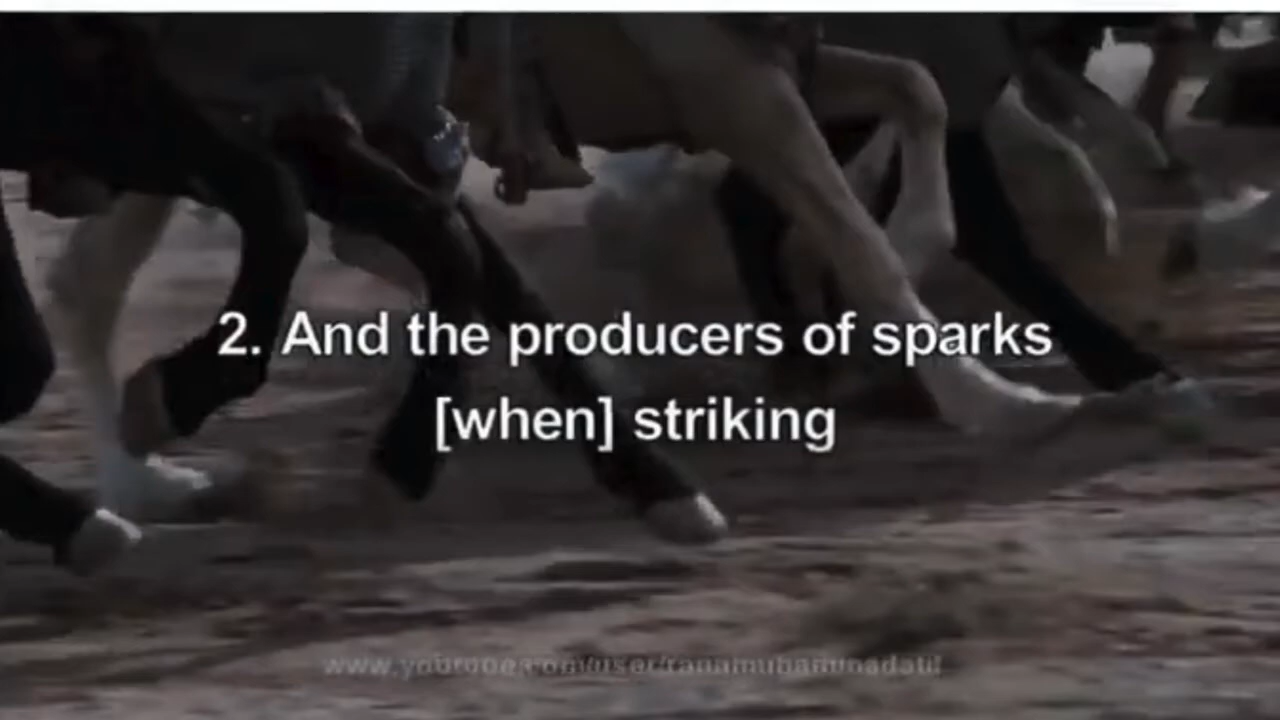 2. And the producers of sparks
[when] striking